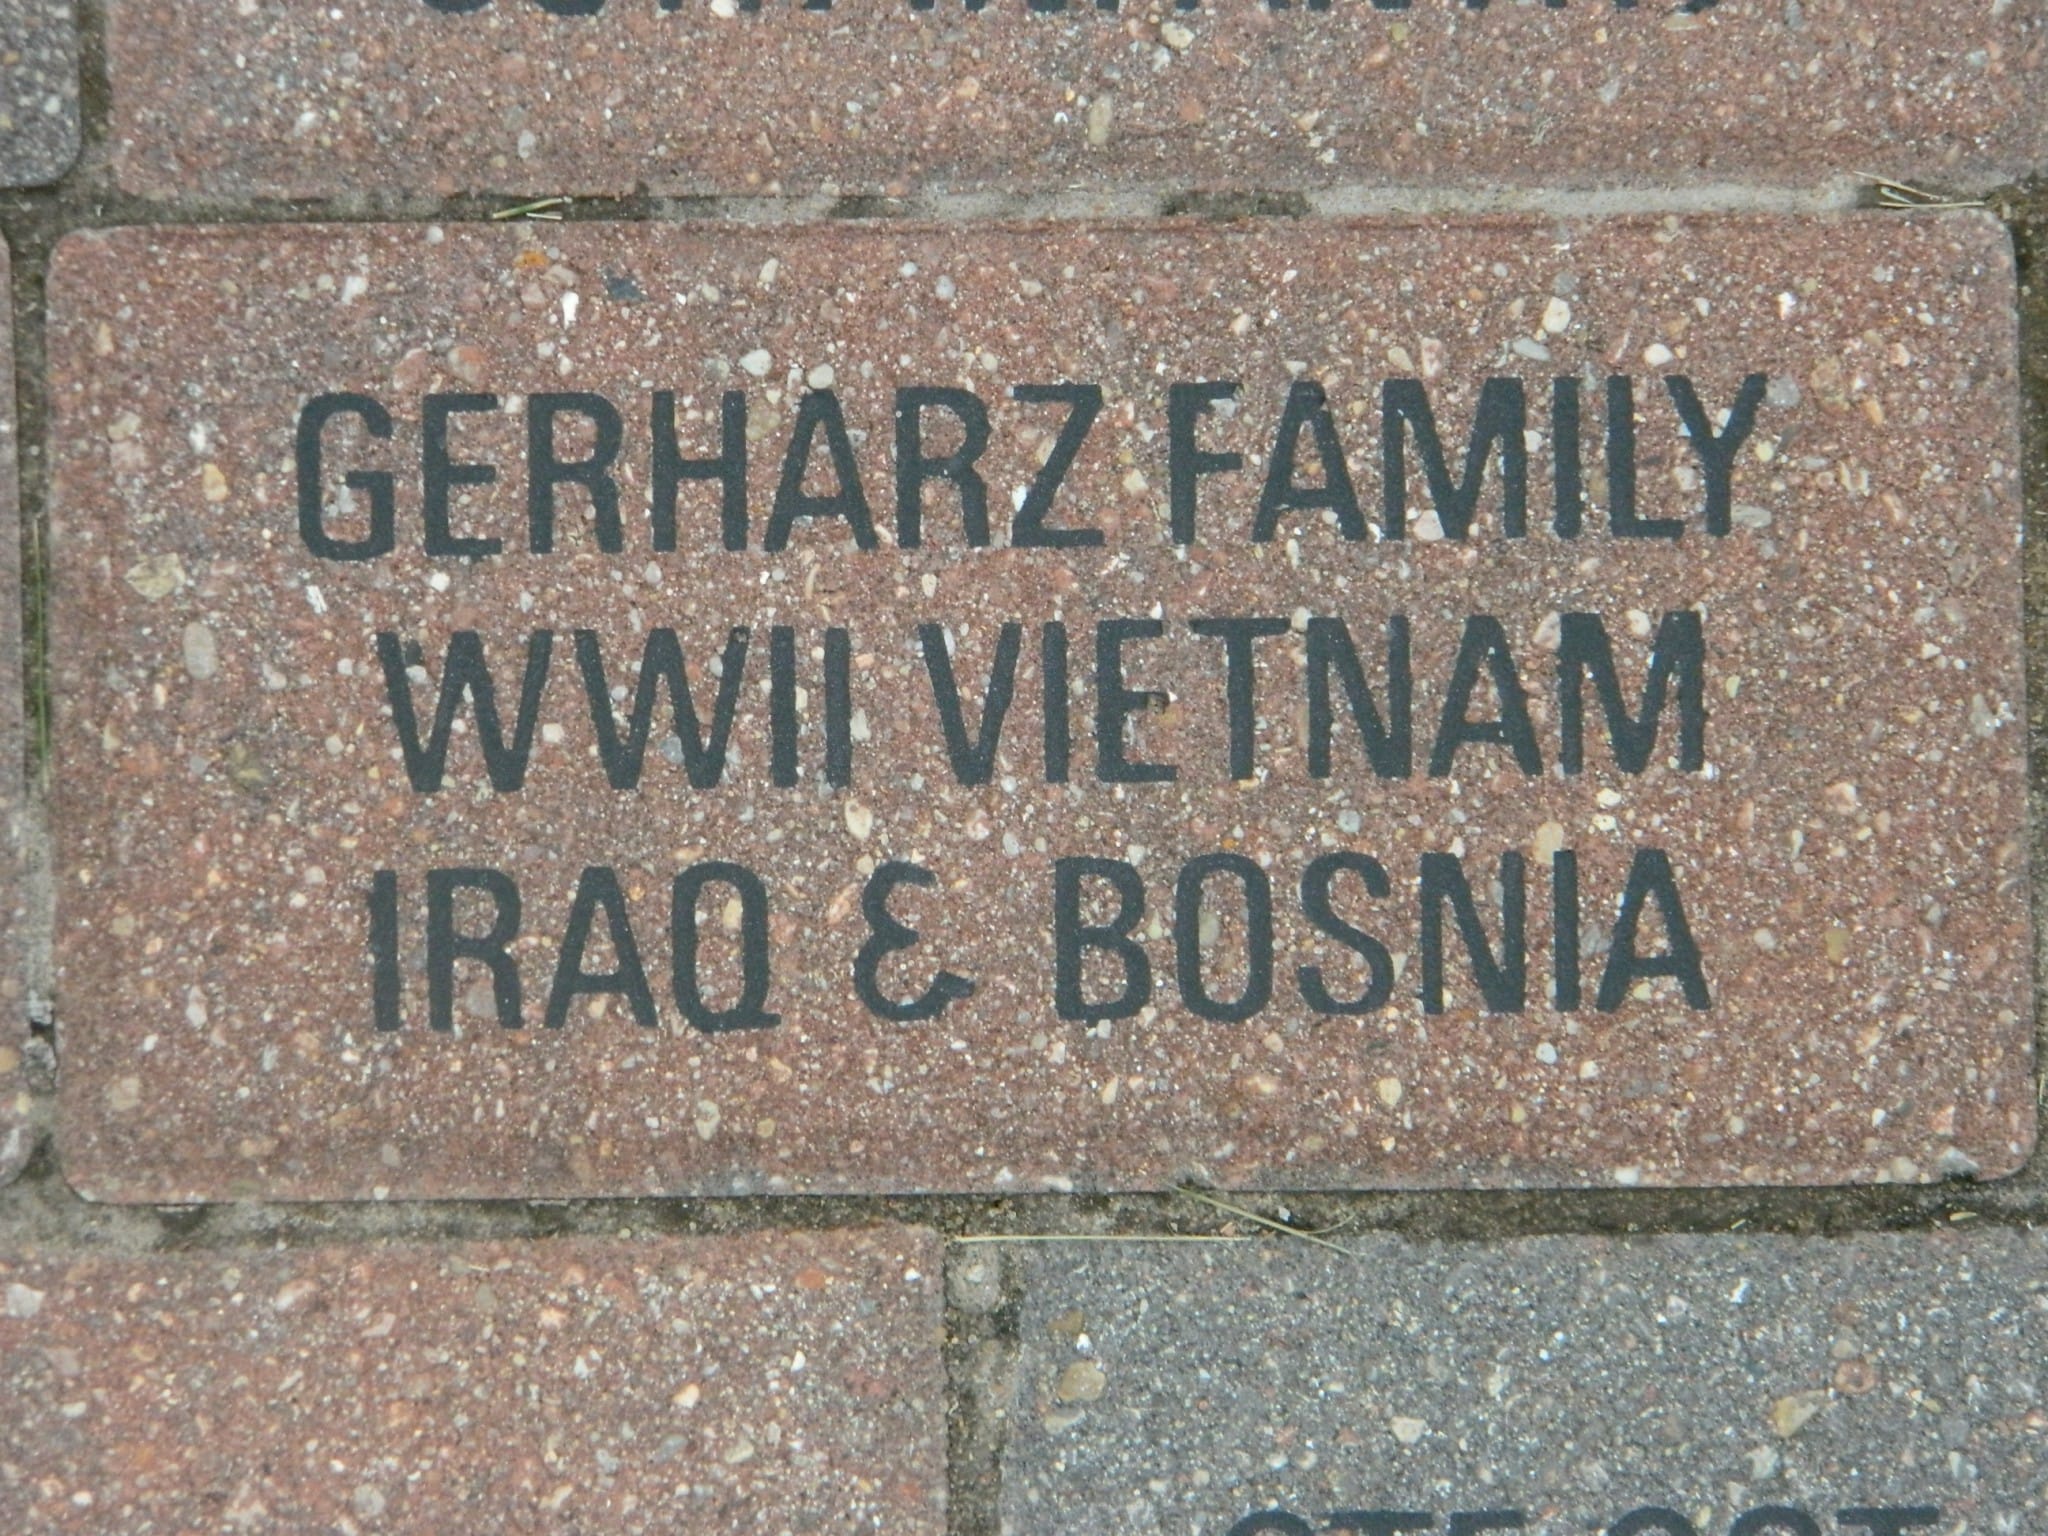 GERHARZ FAMILY
WWII VIETNAM
IRAQ & BOSNIA